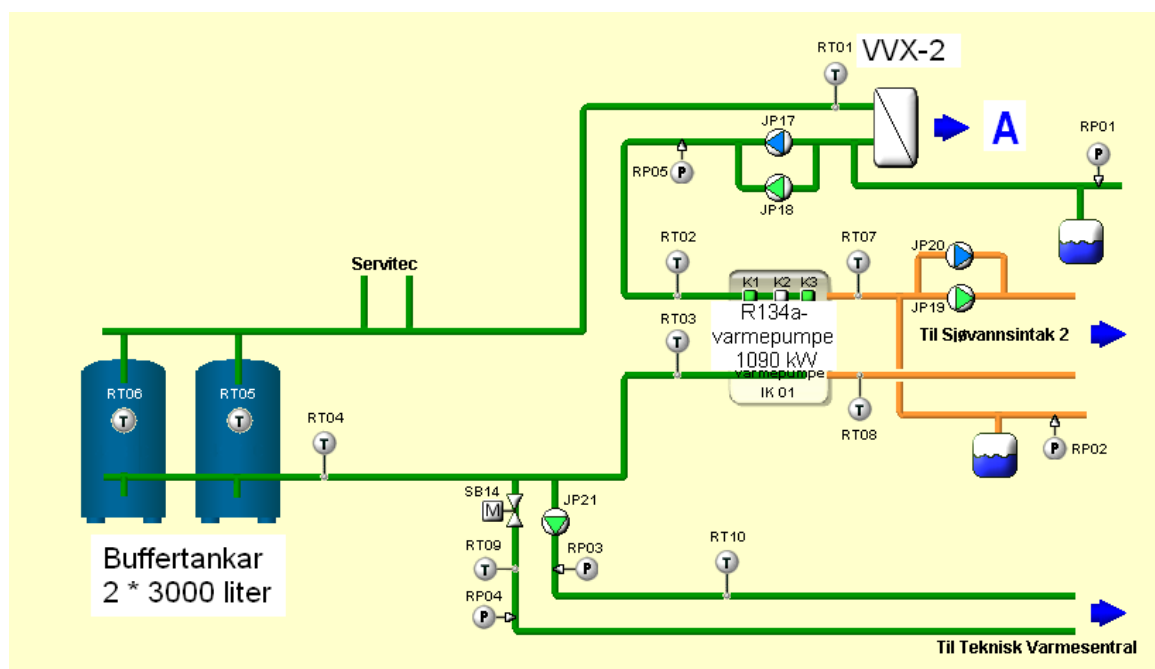 RT01
VVX-2
JP17
A
RP01
RP05
JP18
RT02
RT07
JP20
Servitec
K1 K2 K3
JP19
R134a-
varmepumpe
1090 kW
varmepumpe
IK 01
RT03
Til Sjøvannsintak 2
RT06
RT05
RT04
RT08
RP02
SB14
M
JP21
RT09
RP03
RT10
RP04
Buffertankar
2 * 3000 liter
Til Teknisk Varmesentral
T
P
P
T
T
T
T
T
T
T
P
T
P
T
P